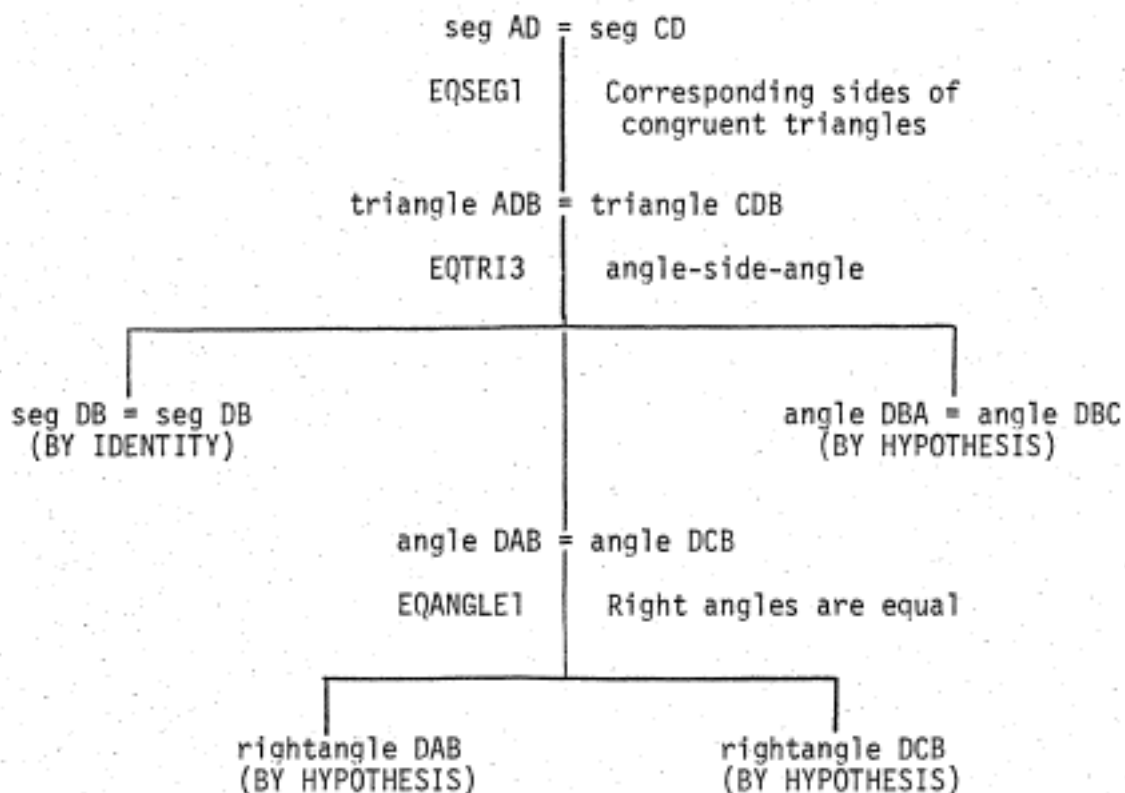 seg AD = seg CD
EQSEG1 Corresponding sides of
congruent triangles
triangle ADB = triangle CDB
EQTRI3 angle-side-angle
seg DB = seg DB
(BY IDENTITY)
angle DBA = angle DBC
(BY HYPOTHESIS)
angle DAB = angle DCB
EQANGLE1 Right angles are equal
rightangle DAB
(BY HYPOTHESIS)
rightangle DCB
(BY HYPOTHESIS)